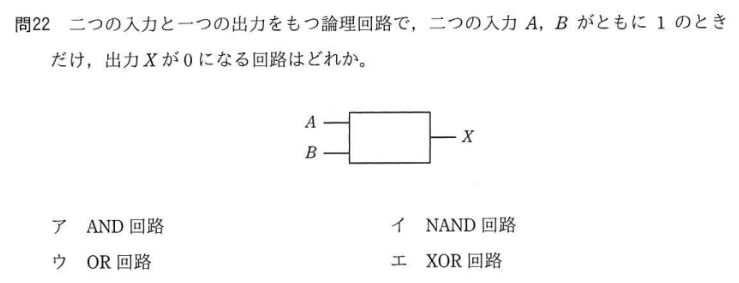 問22 二つの入力と一つの出力をもつ論理回路で，二つの入力 A，B がともに 1 のとき
だけ，出力 X が 0 になる回路はどれか。
A
X
B
ア AND 回路 イ NAND 回路
ウ OR 回路 エ XOR 回路